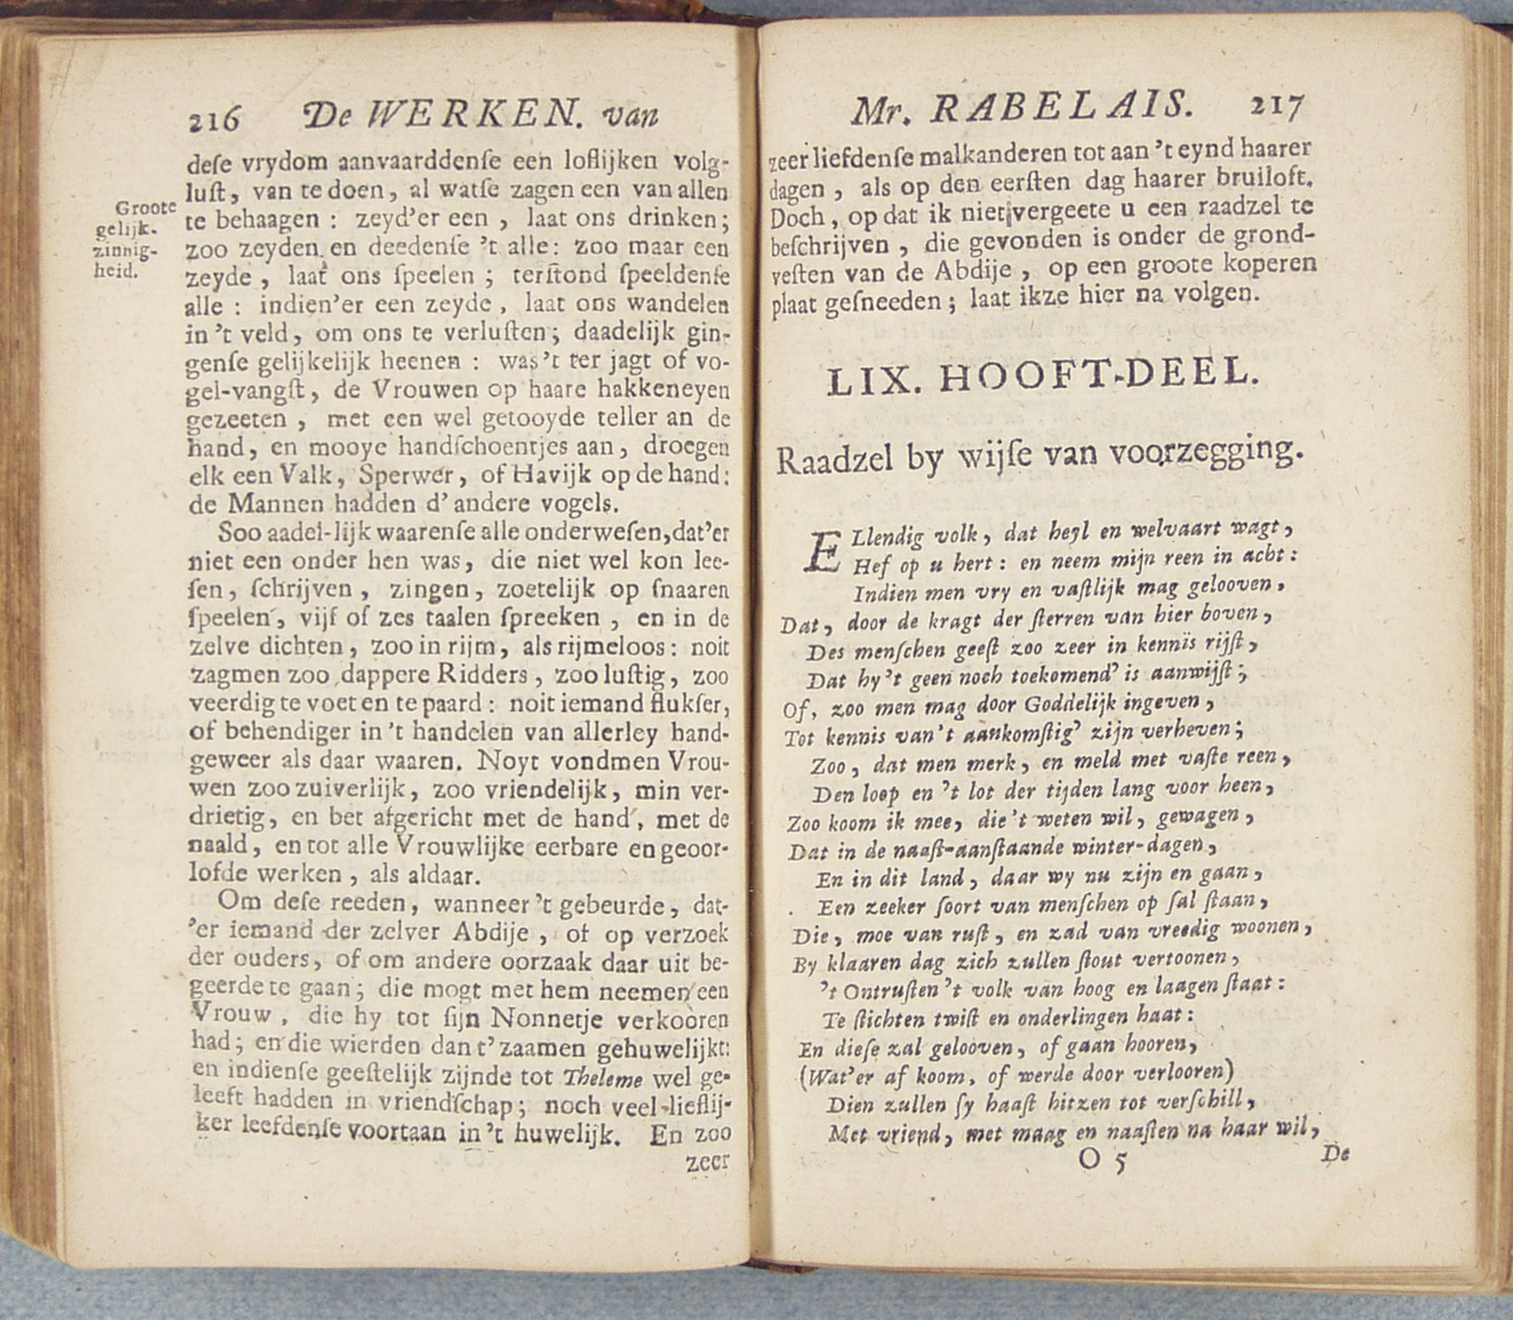 216 De WERKEN. van
deſe vrydom aanvaarddenſe een loflijken volg-
luſt, van te doen, al watſe zagen een van allen
Groote
gelijk-
zinnig-
heid.
te behaagen : zeyd'er een , laat ons drinken;
zoo zeyden en deedenſe 't alle: zoo maar een
zeyde , laat ons ſpeelen ; terſtond ſpeeldenſe
alle : indien'er een zeyde , laat ons wandelen
in 't veld, om ons te verluſten; daadelijk gin-
genſe gelijkelijk heenen : was't ter jagt of vo-
gel-vangſt, de Vrouwen op haare hakkeneyen
gezeeten , met een wel getooyde teller an de
hand, en mooye handſchoentjes aan, droegen
elk een Valk, Sperwer, of Havijk op de hand:
de Mannen hadden d' andere vogels.
Soo aadel-lijk waarenſe alle onderweſen, dat'er
niet een onder hen was, die niet wel kon lee-
ſen, ſchrijven , zingen, zoetelijk op ſnaaren
ſpeelen, vijf of zes taalen ſpreeken , en in de
zelve dichten, zoo in rijm, als rijmeloos: noit
zagmen zoo dappere Ridders, zoo luſtig, zoo
veerdig te voet en te paard : noit iemand flukſer,
of behendiger in 't handelen van allerley hand-
geweer als daar waaren. Noyt vondmen Vrou-
wen zoo zuiverlijk, zoo vriendelijk, min ver-
drietig, en bet afgericht met de hand, met de
naald, en tot alle Vrouwlijke eerbare en geoor-
lofde werken , als aldaar.
Om deſe reeden, wanneer 't gebeurde, dat-
'er iemand der zelver Abdije , of op verzoek
der ouders, of om andere oorzaak daar uit be-
geerde te gaan; die mogt met hem neemen een
Vrouw , die hy tot ſijn Nonnetje verkooren
had; en die wierden dan t' zaamen gehuwelijkt:
en indienſe geeſtelijk zijnde tot Theleme wel ge-
leeft hadden in vriendſchap; noch veel lieflij-
ker leefdenſe voortaan in 't huwelijk. En zoo
zeer
Mr. RABELAIS. 217
zeer liefdenſe malkanderen tot aan 't eynd haarer
dagen , als op den eerſten dag haarer bruiloft.
Doch, op dat ik niet vergeete u een raadzel te
beſchrijven , die gevonden is onder de grond-
veſten van de Abdije , op een groote koperen
plaat geſneeden; laat ikze hier na volgen.
LIX. HOOFT-DEEL.
Raadzel by wijſe van voorzegging.
ELlendig volk, dat heyl en welvaart wagt,
Hef op u hert: en neem mijn reen in acht:
Indien men vry en vaſtlijk mag gelooven,
Dat, door de kragt der ſterren van hier boven,
Des menſchen geeſt zoo zeer in kennis rijſt,
Dat hy 't geen noch toekomend' is aanwijſt;
Of, zoo men mag door Goddelijk ingeven,
Tot kennis van 't aankomſtig' zijn verheven;
Zoo, dat men merk, en meld met vaſte reen,
Den loop en 't lot der tijden lang voor heen,
Zoo koom ik mee, die 't weten wil, gewagen,
Dat in de naaſt-aanſtaande winter-dagen,
En in dit land, daar wy nu zijn en gaan,
Een zeeker ſoort van menſchen op ſal ſtaan,
Die, moe van ruſt, en zad van vreedig woonen,
By klaaren dag zich zullen ſtout vertoonen,
't Ontruſten 't volk van hoog en laagen ſtaat:
Te ſtichten twiſt en onderlingen haat:
En dieſe zal gelooven, of gaan hooren,
(Wat'er af koom, of werde door verlooren)
Dien zullen ſy haaſt hitzen tot verſchill,
Met vriend, met maag en naaſten na haar wil,
O 5 De